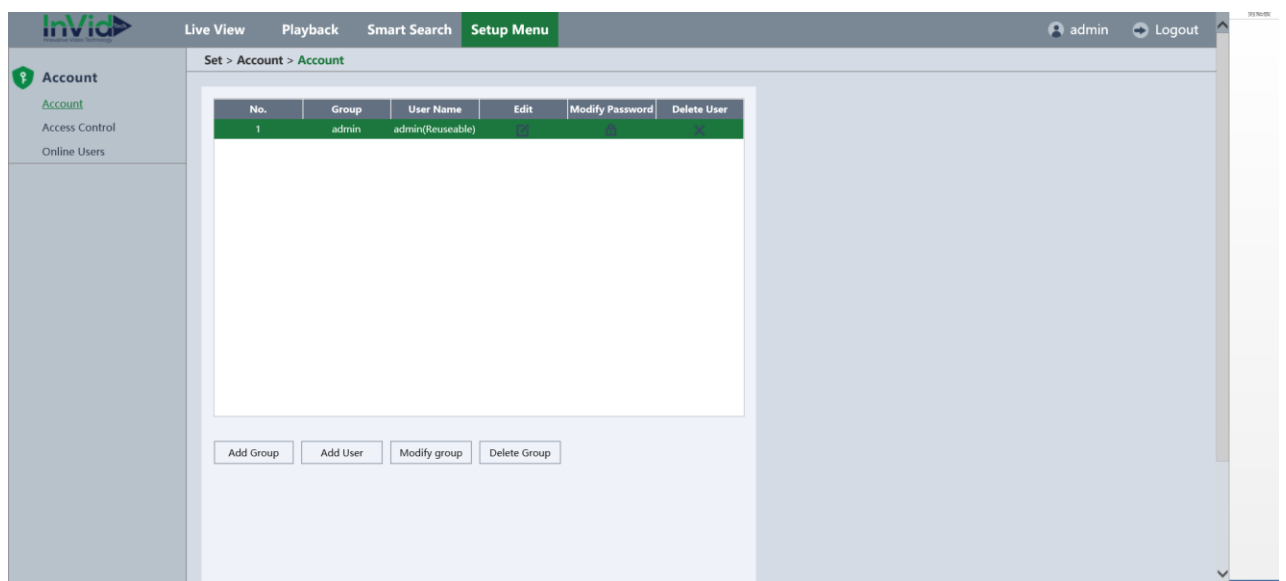 InVid Tech
Live View Playback Smart Search Setup Menu admin Logout
Set > Account > Account
Account
Account
Access Control
Online Users
No. Group User Name Edit Modify Password Delete User
1 admin admin(Reuseable)
Add Group Add User Modify group Delete Group